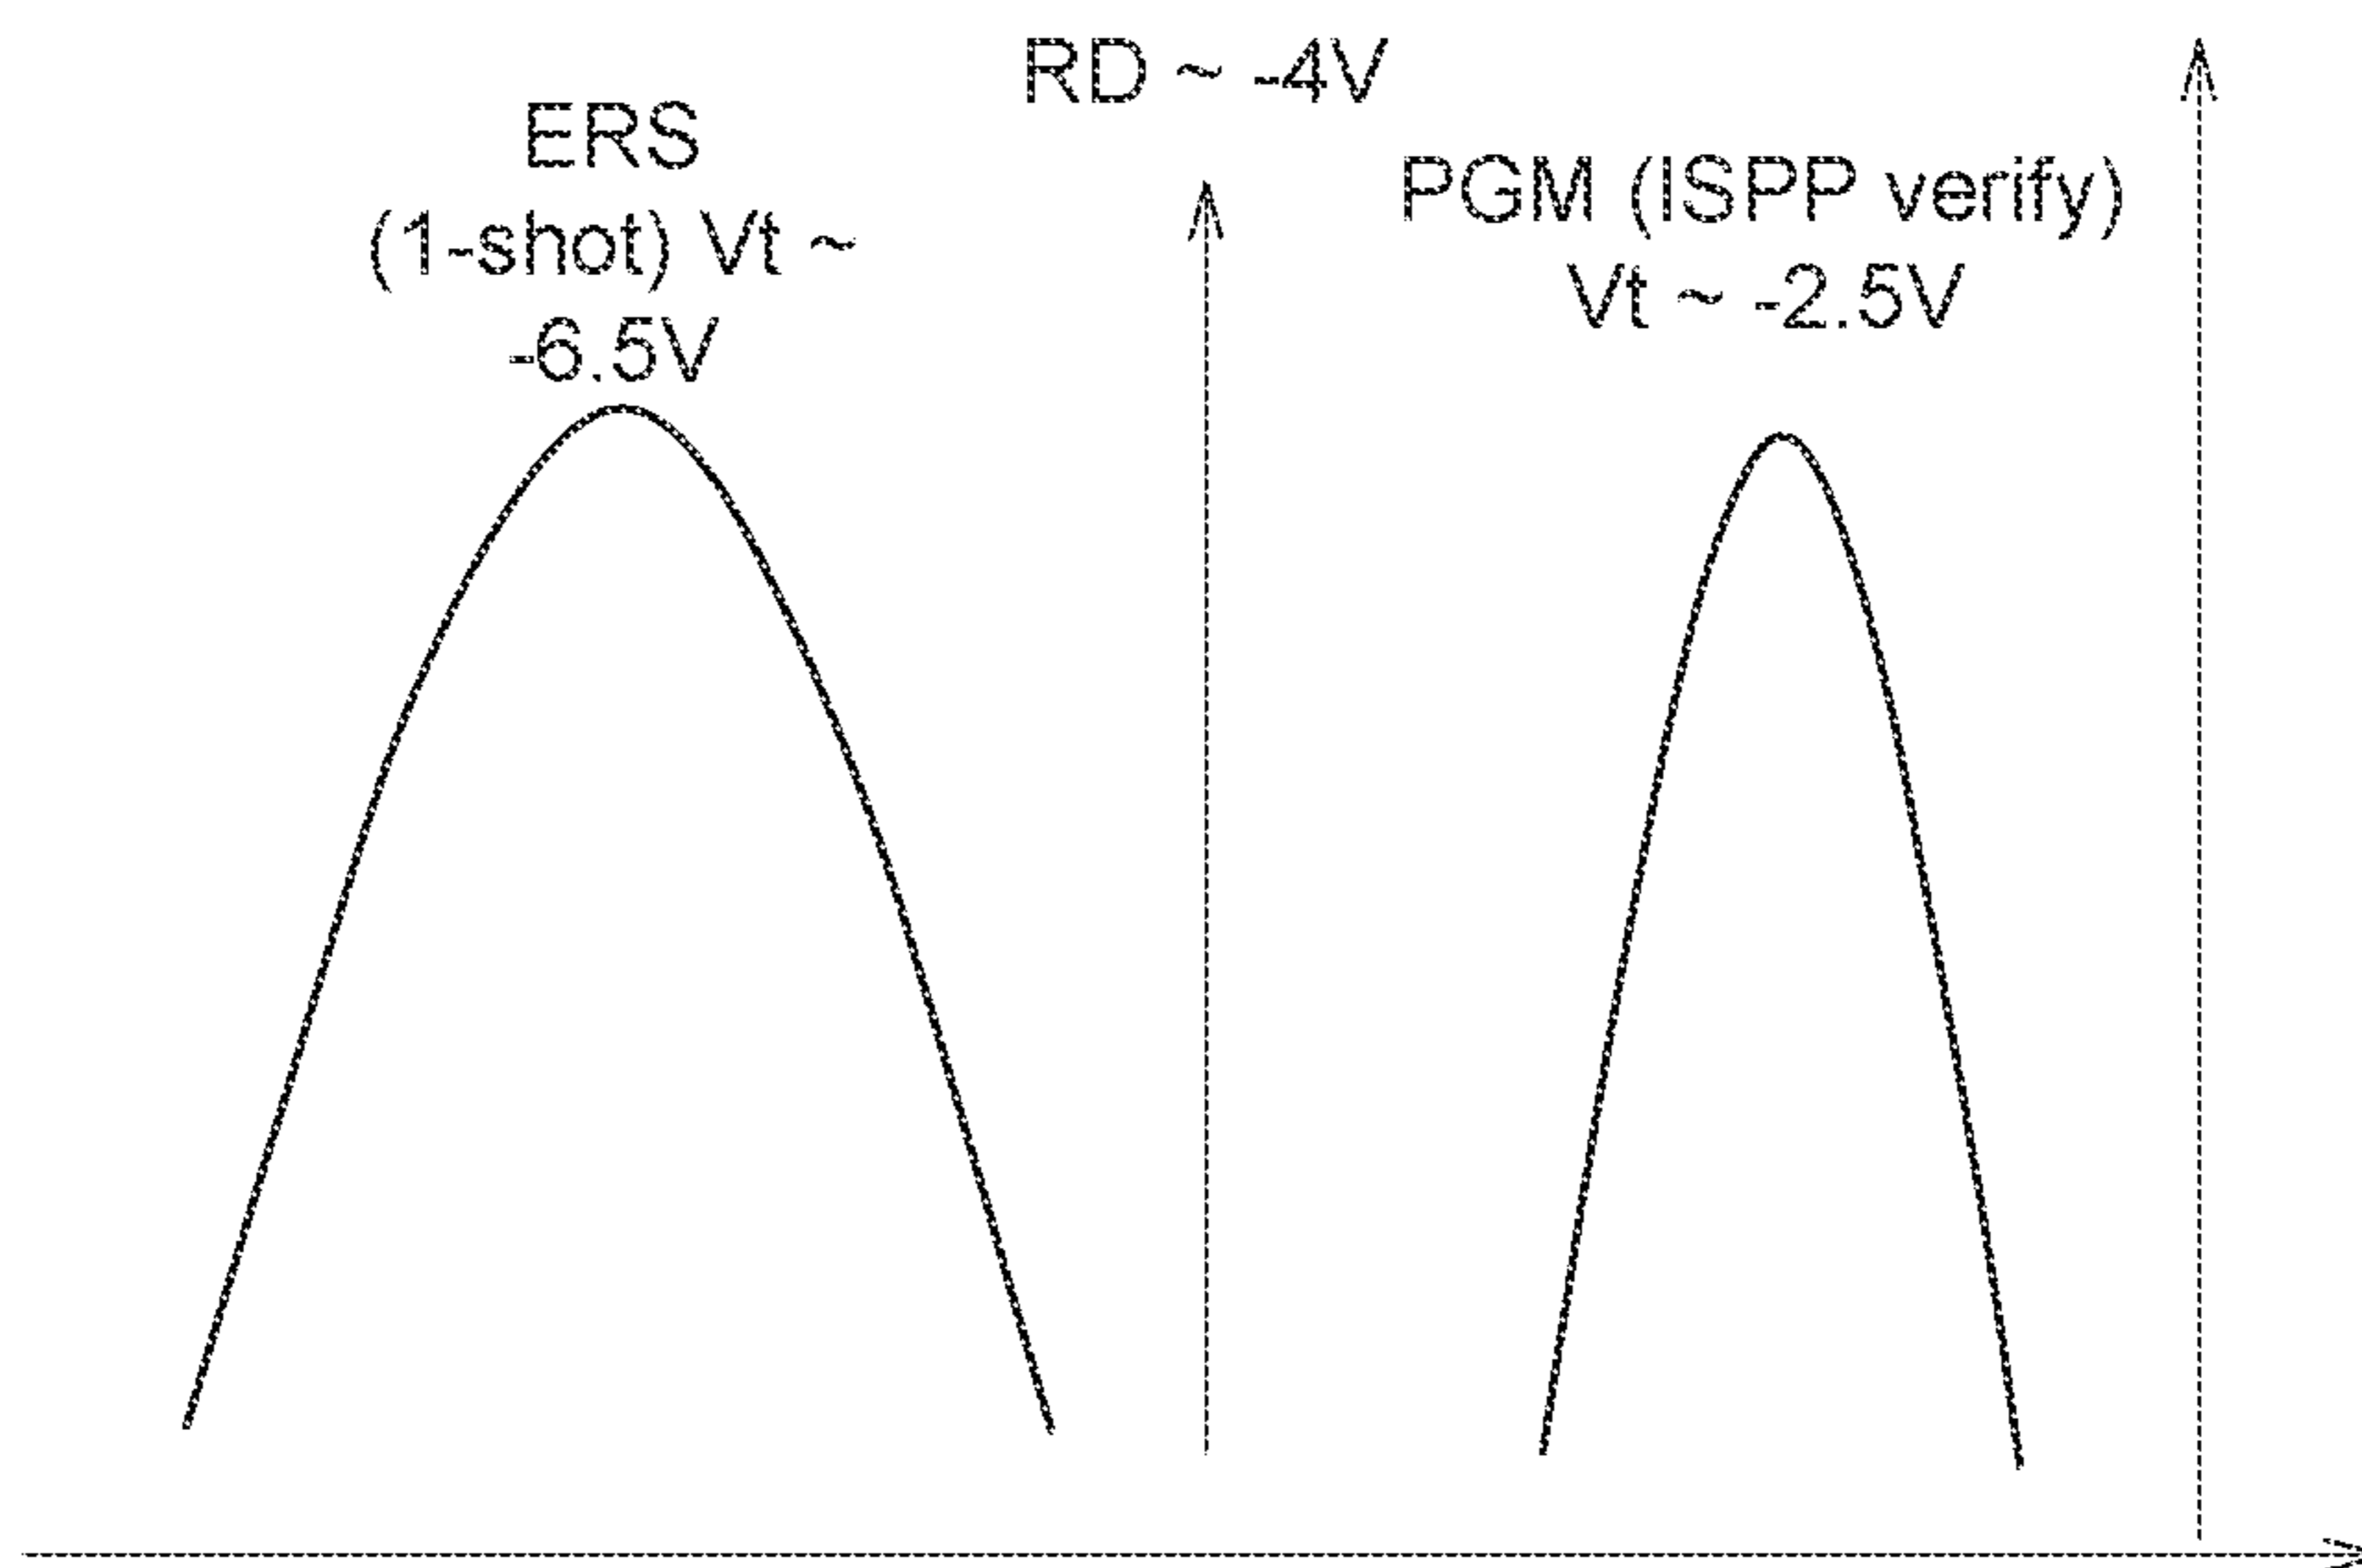 ERS
(1-shot) Vt ~
-6.5V
RD ~ -4V
PGM (ISPP verify)
Vt ~ -2.5V